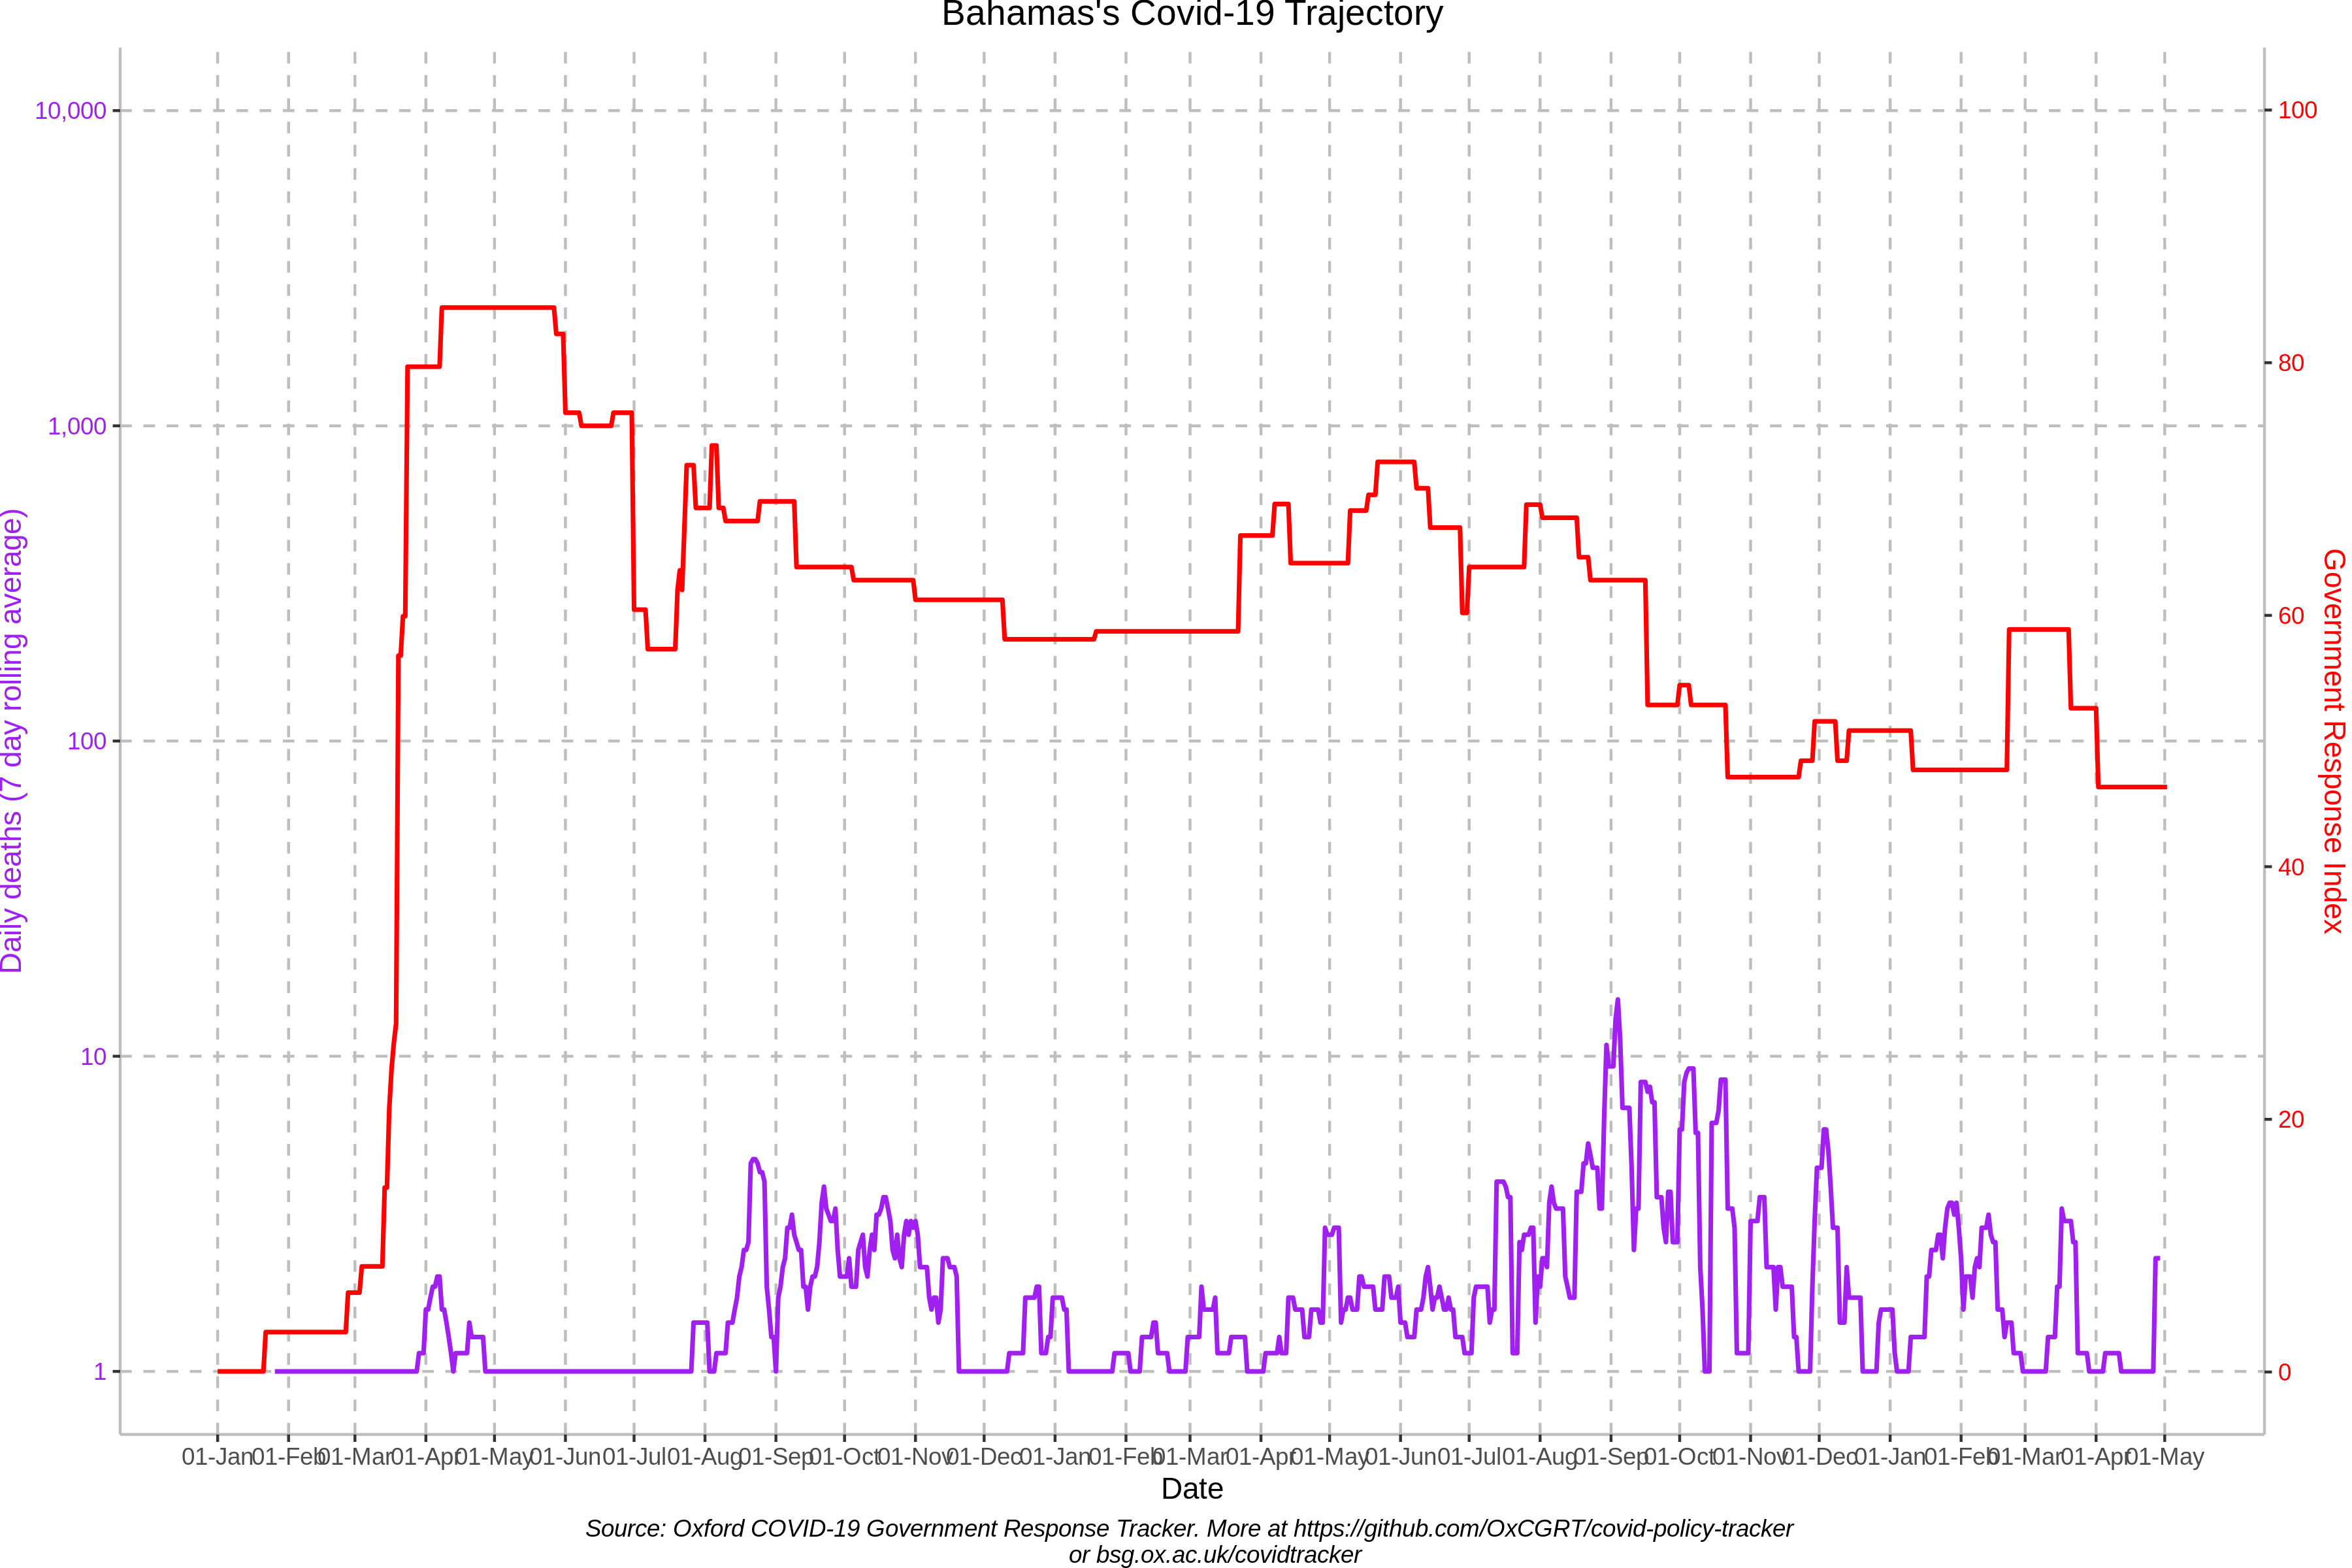 Bahamas's Covid-19 Trajectory
10,000
1,000
100
10
1
Daily deaths (7 day rolling average)
100
80
60
40
20
0
Government Response Index
01-Jan 01-Feb 01-Mar 01-Apr 01-May 01-Jun 01-Jul 01-Aug 01-Sep 01-Oct 01-Nov 01-Dec 01-Jan 01-Feb 01-Mar 01-Apr 01-May 01-Jun 01-Jul 01-Aug 01-Sep 01-Oct 01-Nov 01-Dec 01-Jan 01-Feb 01-Mar 01-Apr 01-May
Date
Source: Oxford COVID-19 Government Response Tracker. More at https://github.com/OxCGRT/covid-policy-tracker
or bsg.ox.ac.uk/covidtracker